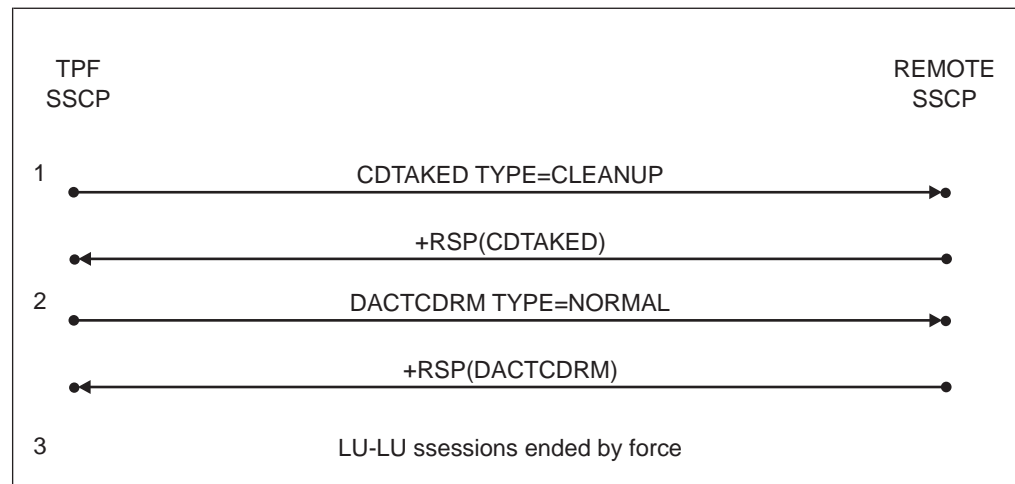 TPF
SSCP
REMOTE
SSCP
1
CDTAKED TYPE=CLEANUP
+RSP(CDTAKED)
2
DACTCDRM TYPE=NORMAL
+RSP(DACTCDRM)
3
LU-LU ssessions ended by force